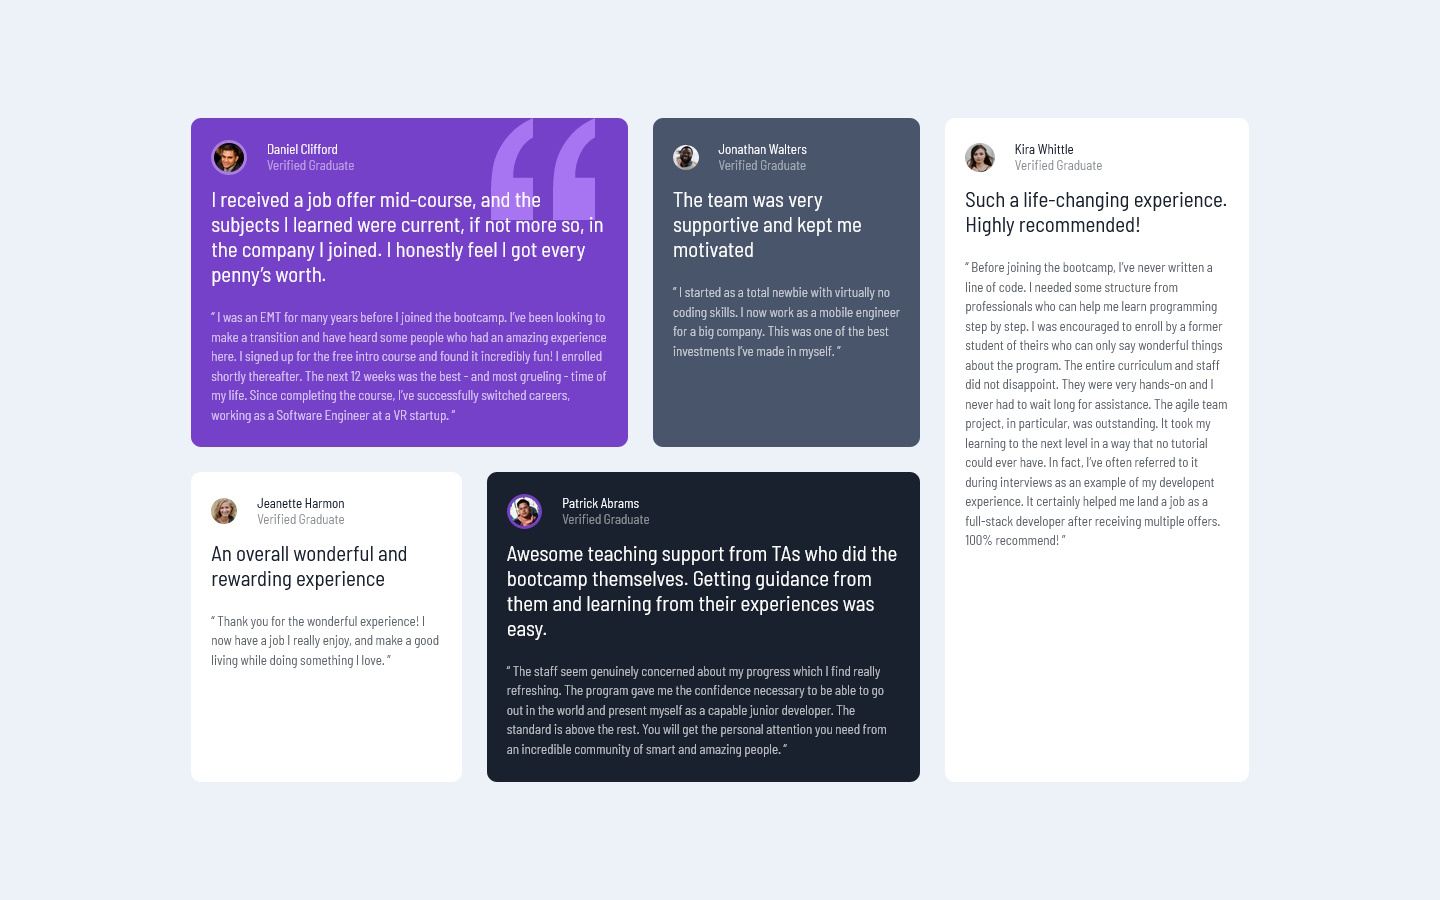 Daniel Clifford
Verified Graduate
I received a job offer mid-course, and the
subjects I learned were current, if not more so, in
the company I joined. I honestly feel I got every
penny’s worth.
“ I was an EMT for many years before I joined the bootcamp. I’ve been looking to
make a transition and have heard some people who had an amazing experience
here. I signed up for the free intro course and found it incredibly fun! I enrolled
shortly thereafter. The next 12 weeks was the best - and most grueling - time of
my life. Since completing the course, I’ve successfully switched careers,
working as a Software Engineer at a VR startup. ”
Jonathan Walters
Verified Graduate
The team was very
supportive and kept me
motivated
“ I started as a total newbie with virtually no
coding skills. I now work as a mobile engineer
for a big company. This was one of the best
investments I’ve made in myself. ”
Kira Whittle
Verified Graduate
Such a life-changing experience.
Highly recommended!
“ Before joining the bootcamp, I’ve never written a
line of code. I needed some structure from
professionals who can help me learn programming
step by step. I was encouraged to enroll by a former
student of theirs who can only say wonderful things
about the program. The entire curriculum and staff
did not disappoint. They were very hands-on and I
never had to wait long for assistance. The agile team
project, in particular, was outstanding. It took my
learning to the next level in a way that no tutorial
could ever have. In fact, I’ve often referred to it
during interviews as an example of my developent
experience. It certainly helped me land a job as a
full-stack developer after receiving multiple offers.
100% recommend! ”
Jeanette Harmon
Verified Graduate
An overall wonderful and
rewarding experience
“ Thank you for the wonderful experience! I
now have a job I really enjoy, and make a good
living while doing something I love. ”
Patrick Abrams
Verified Graduate
Awesome teaching support from TAs who did the
bootcamp themselves. Getting guidance from
them and learning from their experiences was
easy.
“ The staff seem genuinely concerned about my progress which I find really
refreshing. The program gave me the confidence necessary to be able to go
out in the world and present myself as a capable junior developer. The
standard is above the rest. You will get the personal attention you need from
an incredible community of smart and amazing people. ”